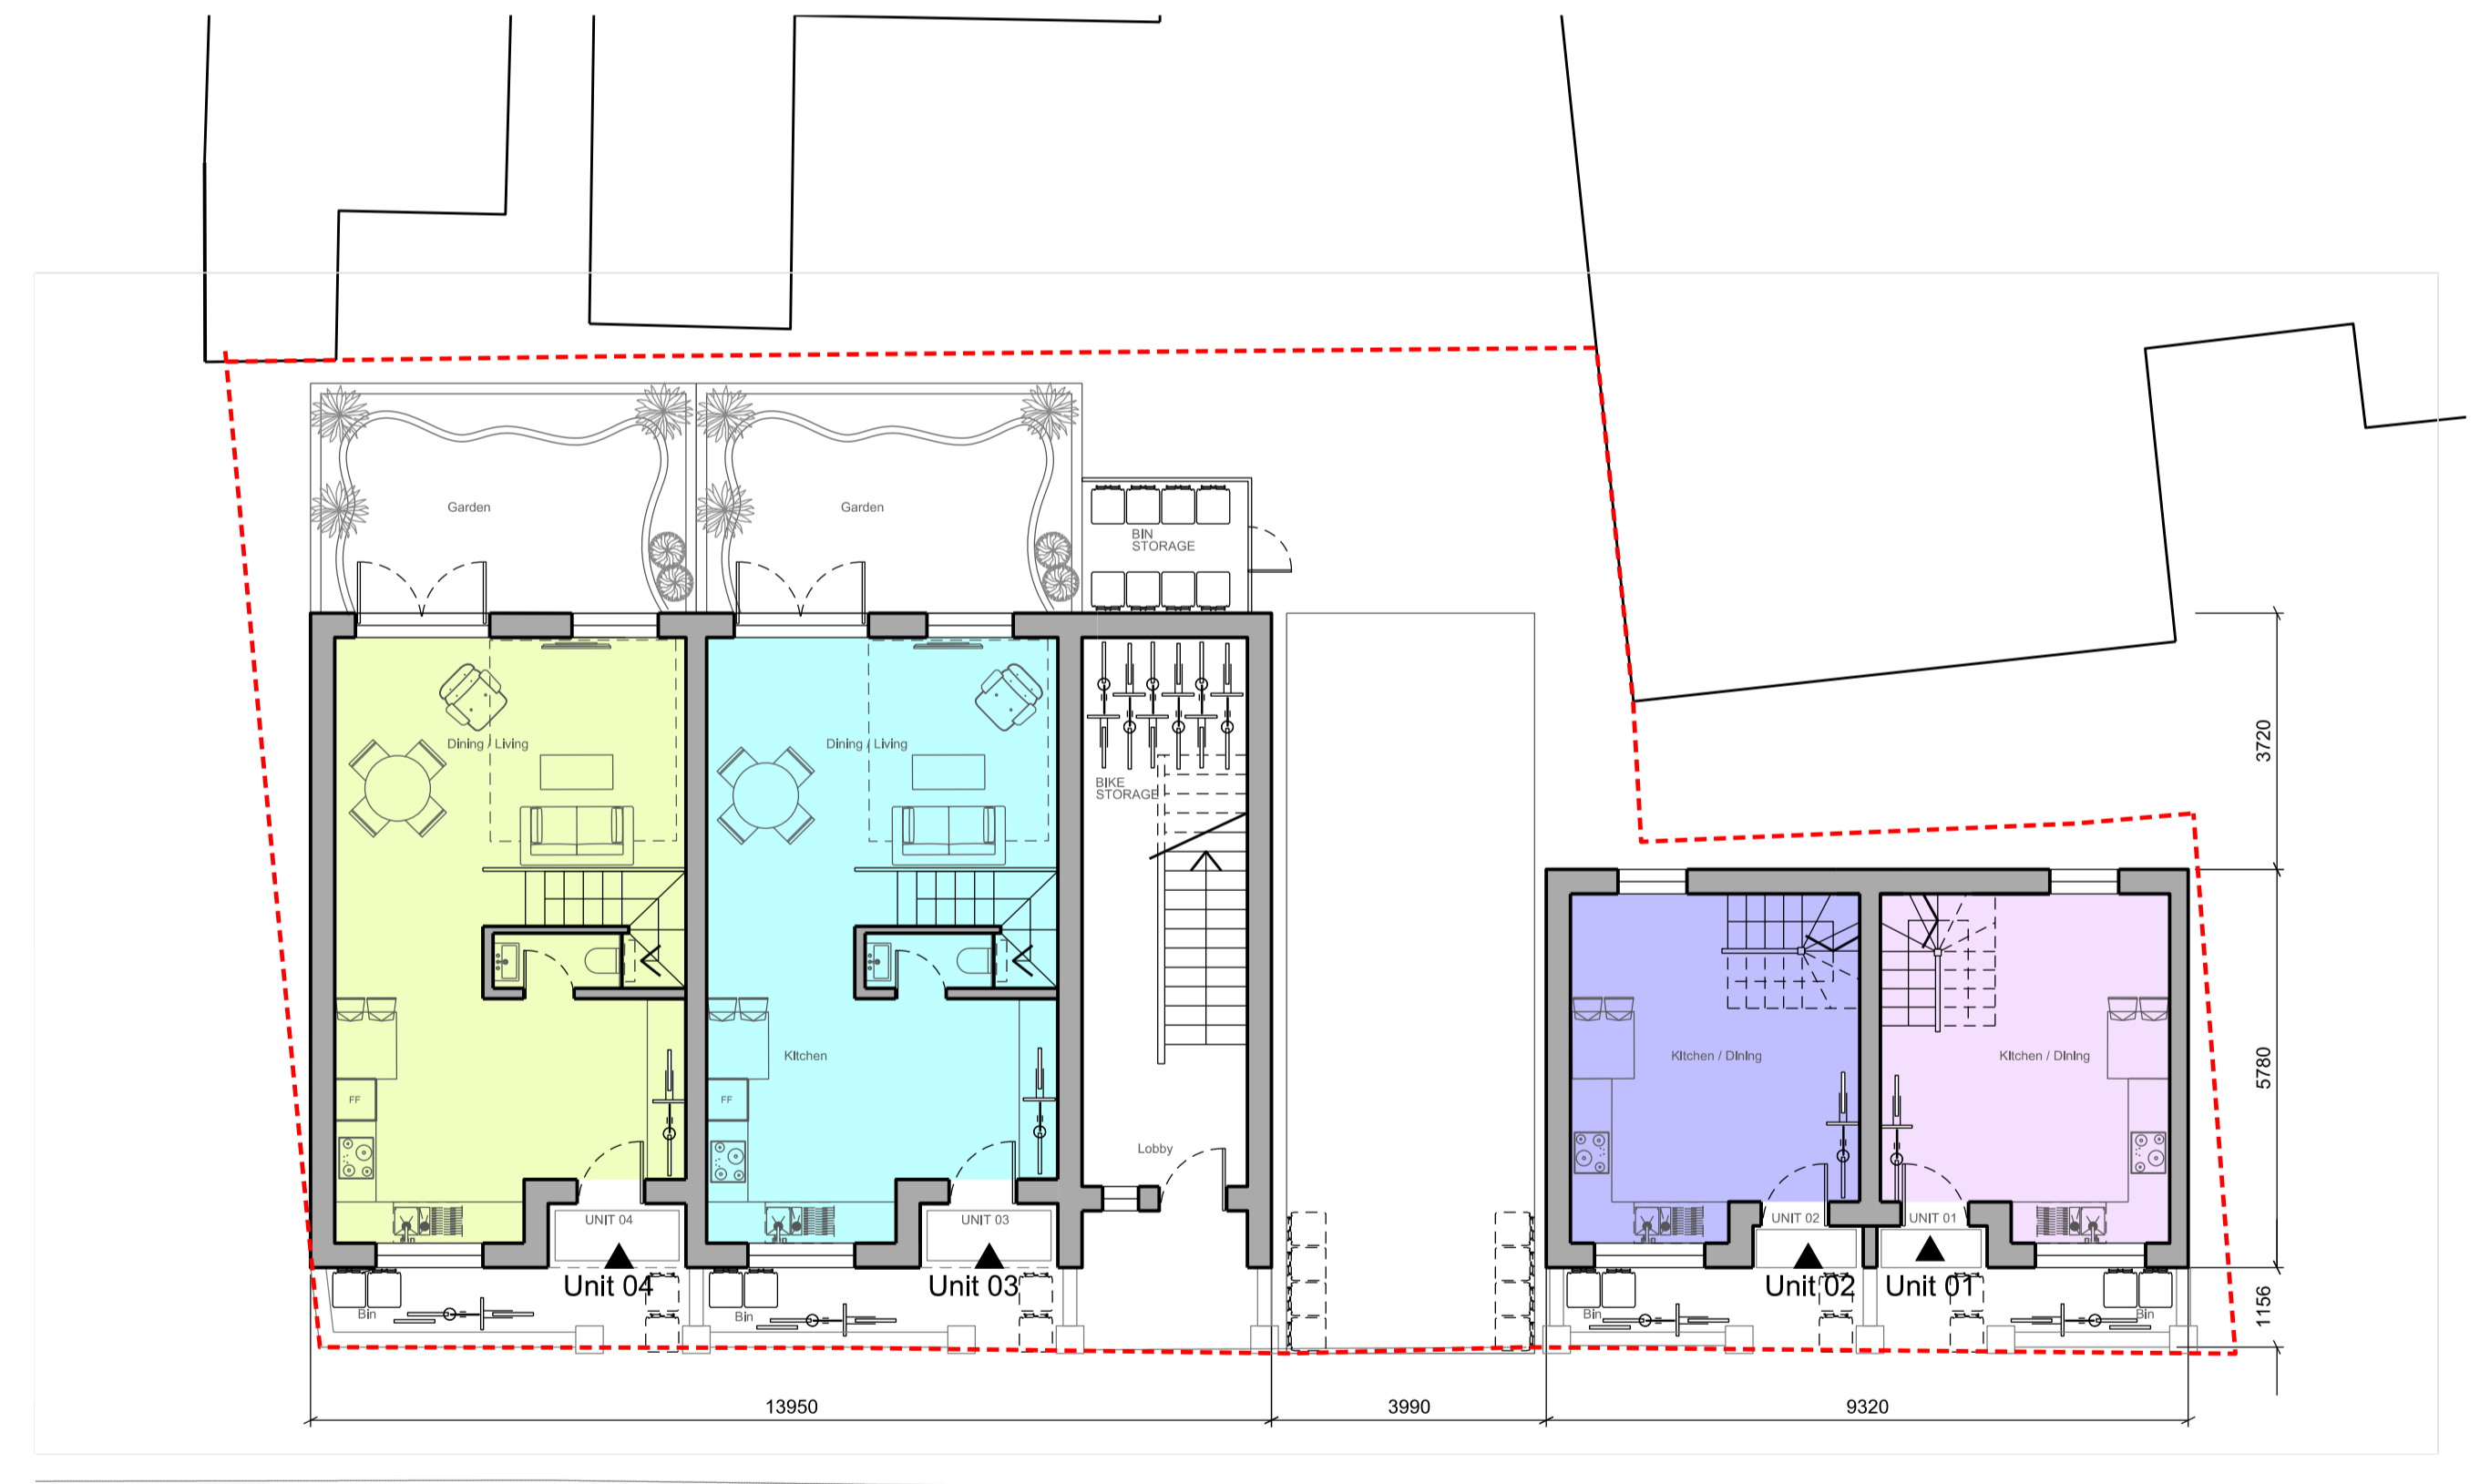 Garden
Garden
BIN
STORAGE
Dining / Living
Dining / Living
BIKE
STORAGE
3720
Kitchen
Kitchen / Dining
Kitchen / Dining
5780
FF
FF
Lobby
UNIT 04
UNIT 03
UNIT 02
UNIT 01
Unit 04
Unit 03
Unit 02
Unit 01
Bin
Bin
Bin
Bin
1156
13950
3990
9320